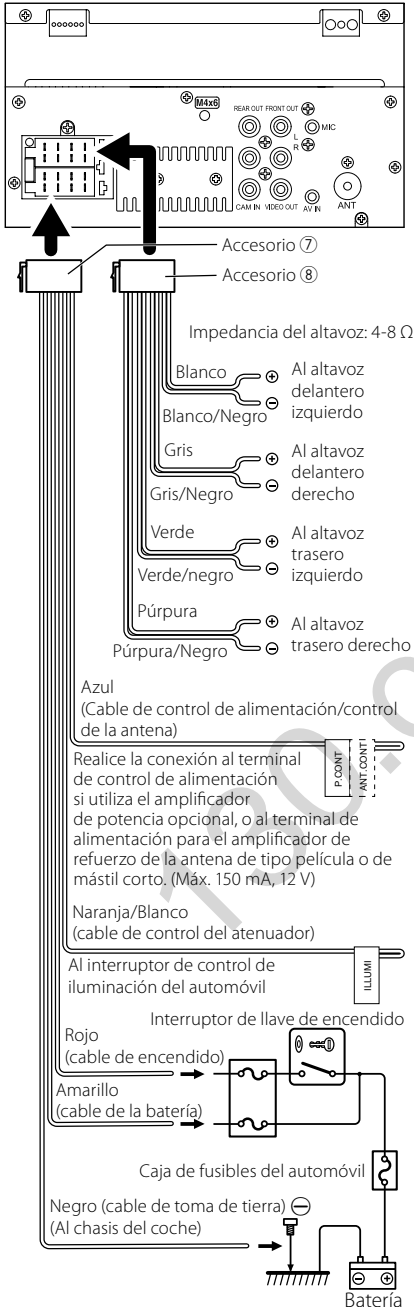 M4x6
REAR OUT FRONT OUT
L
R
MIC
CAM IN VIDEO OUT AV IN
ANT
Accesorio ⑦
Accesorio ⑧
Impedancia del altavoz: 4-8 Ω
Blanco
Blanco/Negro
⊕
⊖
Al altavoz
delantero
izquierdo
Gris
Gris/Negro
⊕
⊖
Al altavoz
delantero
derecho
Verde
Verde/negro
⊕
⊖
Al altavoz
trasero
izquierdo
Púrpura
Púrpura/Negro
⊕
⊖
Al altavoz
trasero derecho
Azul
(Cable de control de alimentación/control
de la antena)
P.CONT
ANT.CONT
Realice la conexión al terminal
de control de alimentación
si utiliza el amplificador
de potencia opcional, o al terminal de
alimentación para el amplificador de
refuerzo de la antena de tipo película o de
mástil corto. (Máx. 150 mA, 12 V)
Naranja/Blanco
(cable de control del atenuador)
Al interruptor de control de
iluminación del automóvil
ILLUMI
Interruptor de llave de encendido
Rojo
(cable de encendido)
Amarillo
(cable de la batería)
Caja de fusibles del automóvil
Negro (cable de toma de tierra) ⊖
(Al chasis del coche)
⊖ ⊕
Batería